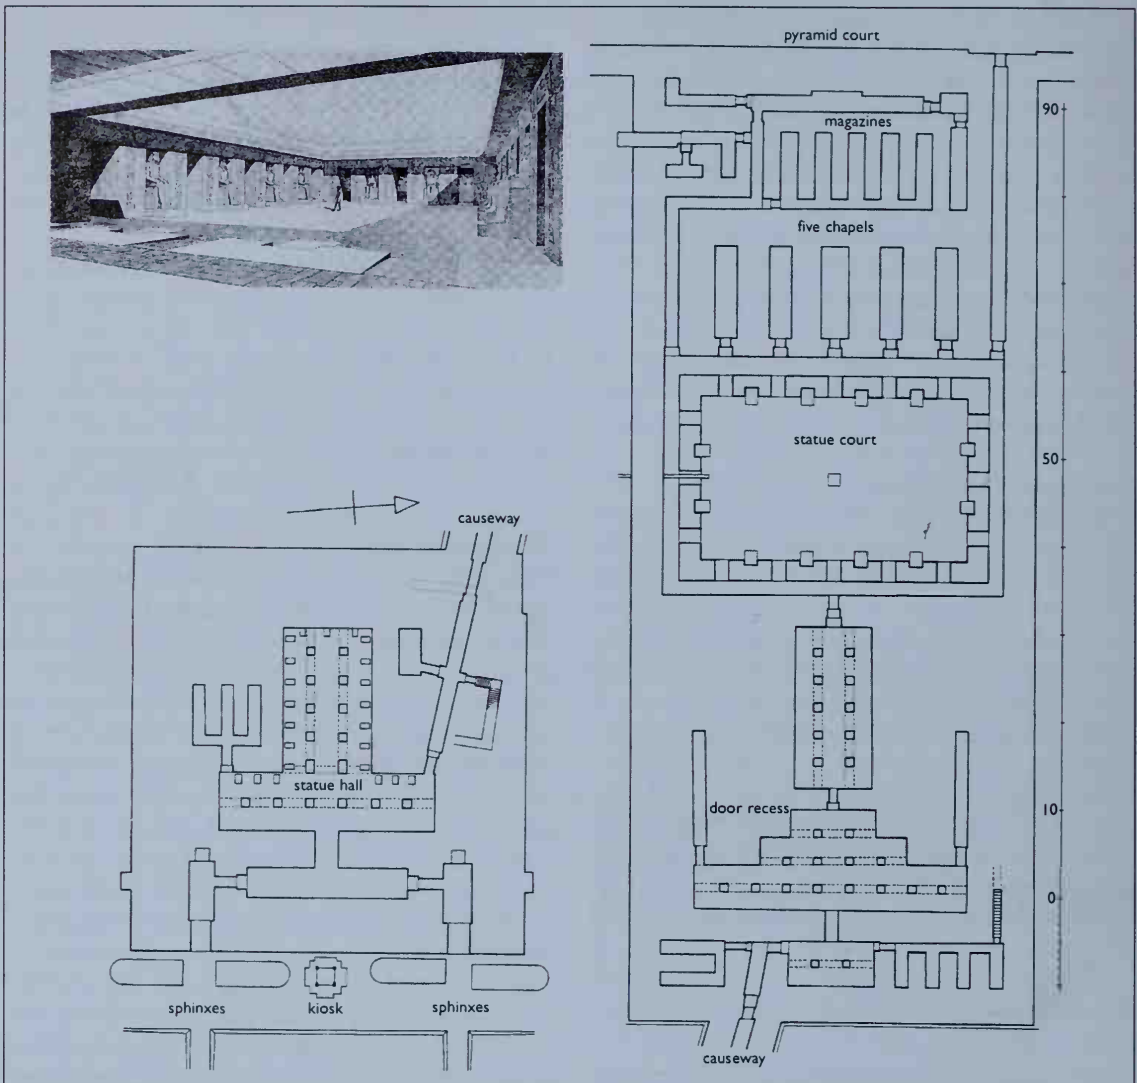 pyramid court
90
magazines
five chapels
statue court
50
causeway
door recess
statue hall
10
0
sphinxes
kiosk
sphinxes
causeway